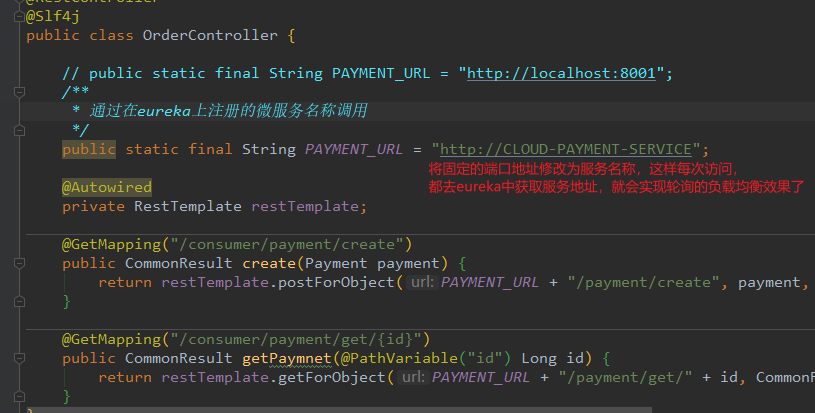 @RestController
@Slf4j
public class OrderController {
// public static final String PAYMENT_URL = "http://localhost:8001";
/**
* 通过在eureka上注册的微服务名称调用
*/
public static final String PAYMENT_URL = "http://CLOUD-PAYMENT-SERVICE";
将固定的端口地址修改为服务名称，这样每次访问，
都去eureka中获取服务地址，就会实现轮询的负载均衡效果了
@Autowired
private RestTemplate restTemplate;
@GetMapping("/consumer/payment/create")
public CommonResult create(Payment payment) {
return restTemplate.postForObject( url: PAYMENT_URL + "/payment/create", payment,
}
@GetMapping("/consumer/payment/get/{id}")
public CommonResult getPaymnet(@PathVariable("id") Long id) {
return restTemplate.getForObject( url: PAYMENT_URL + "/payment/get/" + id, CommonR
}